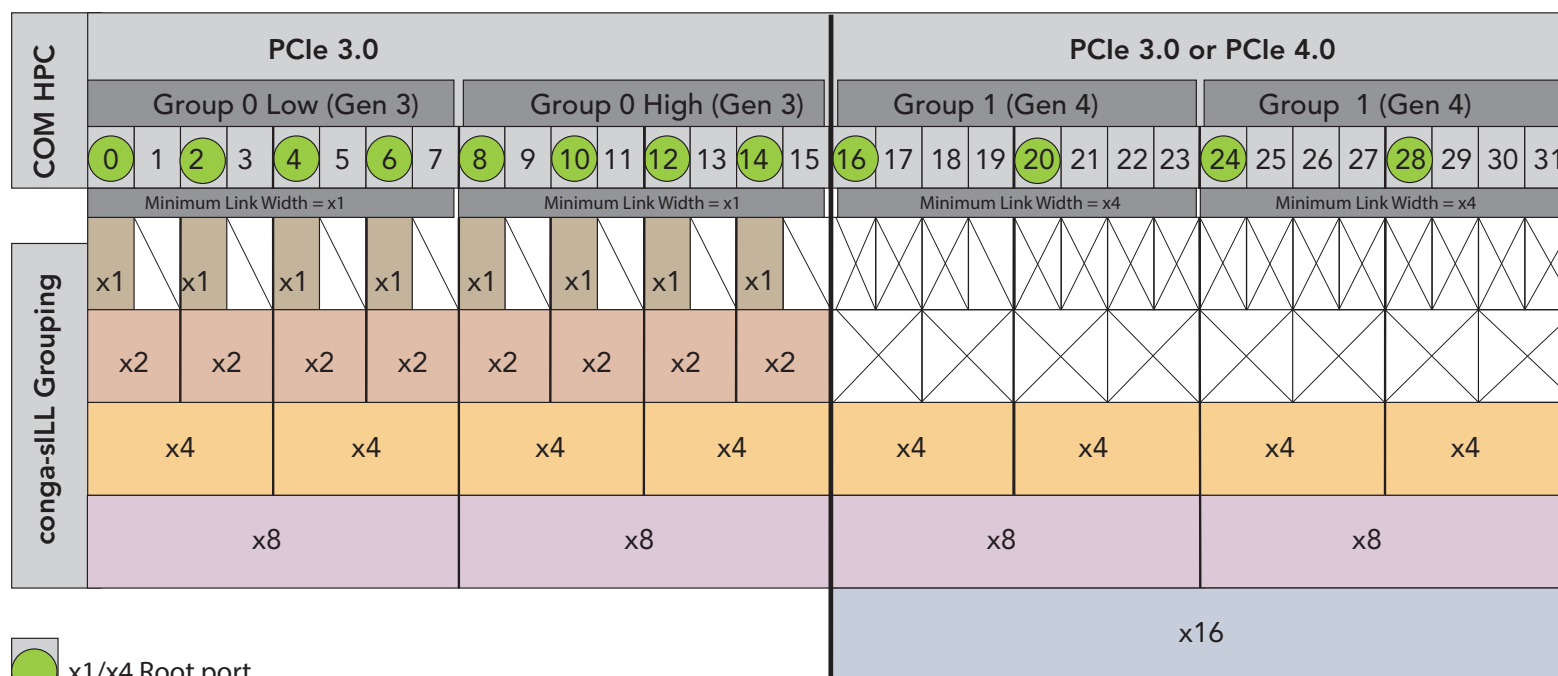 COM HPC
PCIe 3.0 PCIe 3.0 or PCIe 4.0
Group 0 Low (Gen 3) Group 0 High (Gen 3) Group 1 (Gen 4) Group 1 (Gen 4)
0 1 2 3 4 5 6 7 8 9 10 11 12 13 14 15 16 17 18 19 20 21 22 23 24 25 26 27 28 29 30 31
Minimum Link Width = x1 Minimum Link Width = x1 Minimum Link Width = x4 Minimum Link Width = x4
conga-sILL Grouping
x1 x1 x1 x1 x1 x1 x1 x1
x2 x2 x2 x2 x2 x2 x2 x2
x4 x4 x4 x4 x4 x4 x4 x4
x8 x8 x8 x8
x16
x1/x4 Root port